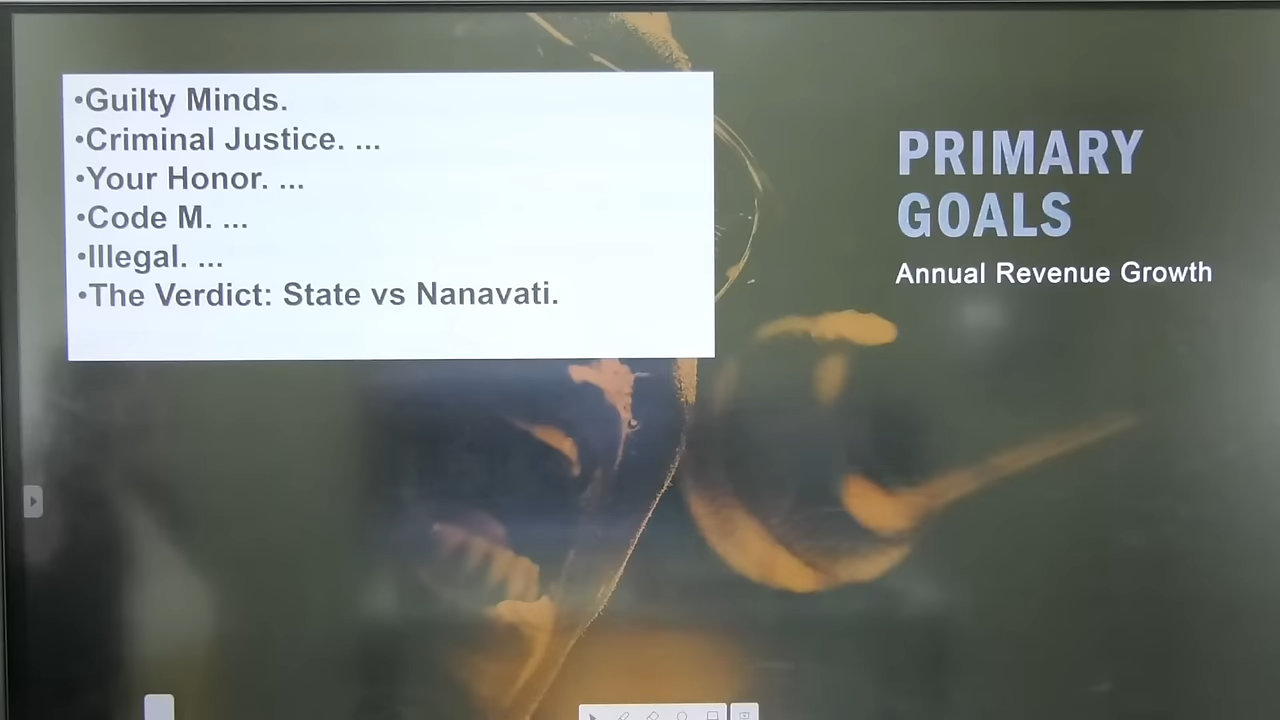 •Guilty Minds.
•Criminal Justice. ...
•Your Honor. ...
•Code M. ...
•Illegal. ...
•The Verdict: State vs Nanavati.
PRIMARY
GOALS
Annual Revenue Growth